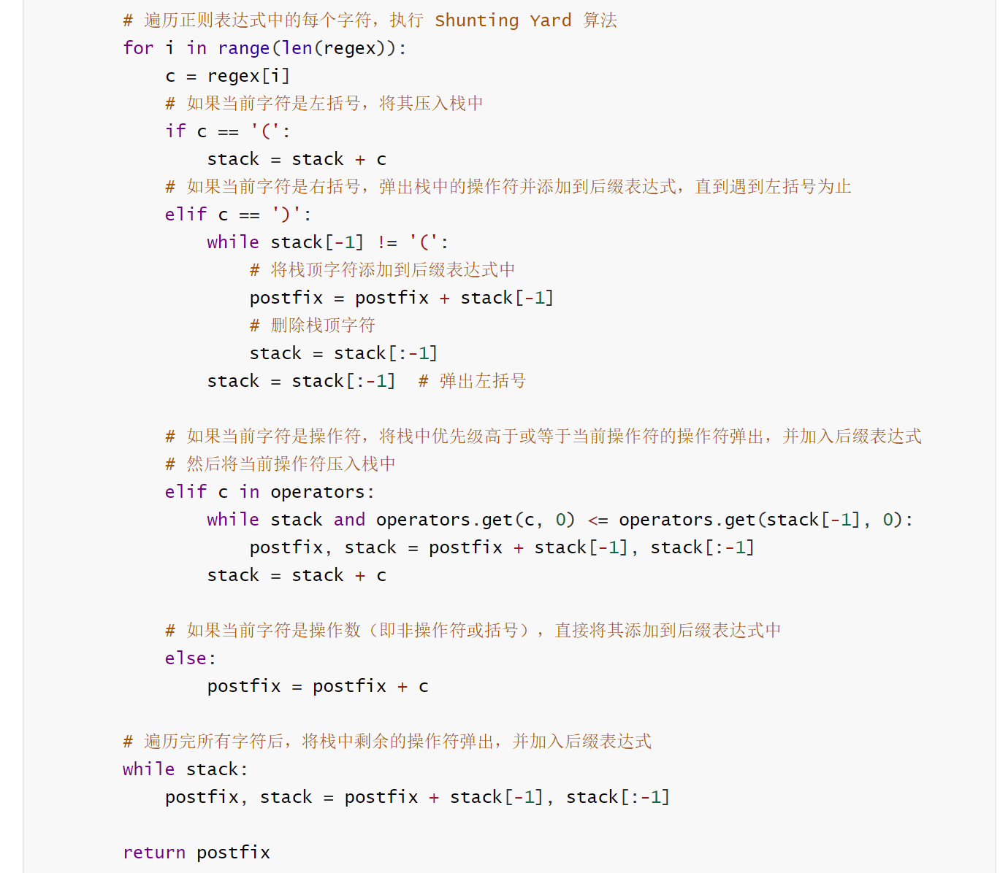 # 遍历正则表达式中的每个字符，执行 Shunting Yard 算法
for i in range(len(regex)):
    c = regex[i]
    # 如果当前字符是左括号，将其压入栈中
    if c == '(':
        stack = stack + c
    # 如果当前字符是右括号，弹出栈中的操作符并添加到后缀表达式，直到遇到左括号为止
    elif c == ')':
        while stack[-1] != '(':
            # 将栈顶字符添加到后缀表达式中
            postfix = postfix + stack[-1]
            # 删除栈顶字符
            stack = stack[:-1]
        stack = stack[:-1]  # 弹出左括号

    # 如果当前字符是操作符，将栈中优先级高于或等于当前操作符的操作符弹出，并加入后缀表达式
    # 然后将当前操作符压入栈中
    elif c in operators:
        while stack and operators.get(c, 0) <= operators.get(stack[-1], 0):
            postfix, stack = postfix + stack[-1], stack[:-1]
        stack = stack + c

    # 如果当前字符是操作数（即非操作符或括号），直接将其添加到后缀表达式中
    else:
        postfix = postfix + c

# 遍历完所有字符后，将栈中剩余的操作符弹出，并加入后缀表达式
while stack:
    postfix, stack = postfix + stack[-1], stack[:-1]

return postfix